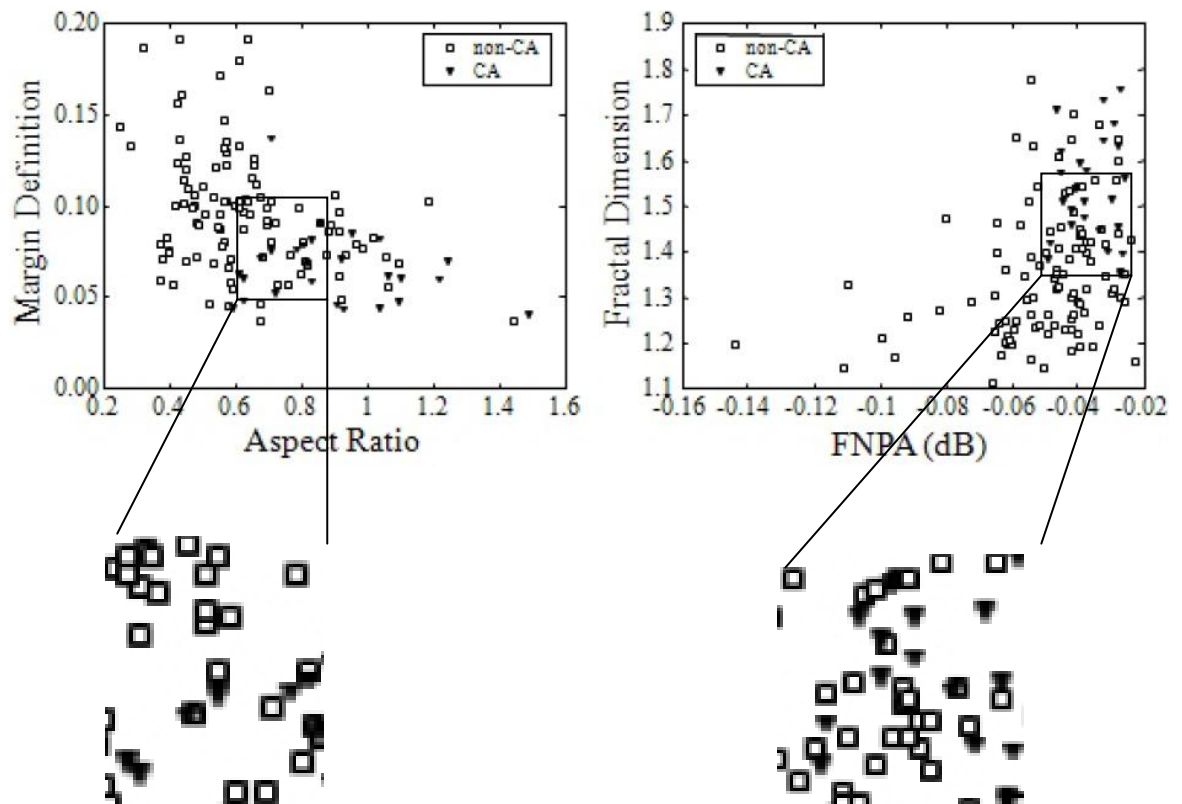 0.20
0.15
0.10
0.05
0.00
Margin Definition
non-CA
CA
0.2 0.4 0.6 0.8 1 1.2 1.4 1.6
Aspect Ratio
1.9
1.8
1.7
1.6
1.5
1.4
1.3
1.2
1.1
Fractal Dimension
non-CA
CA
-0.16 -0.14 -0.12 -0.1 -0.08 -0.06 -0.04 -0.02
FNPA (dB)